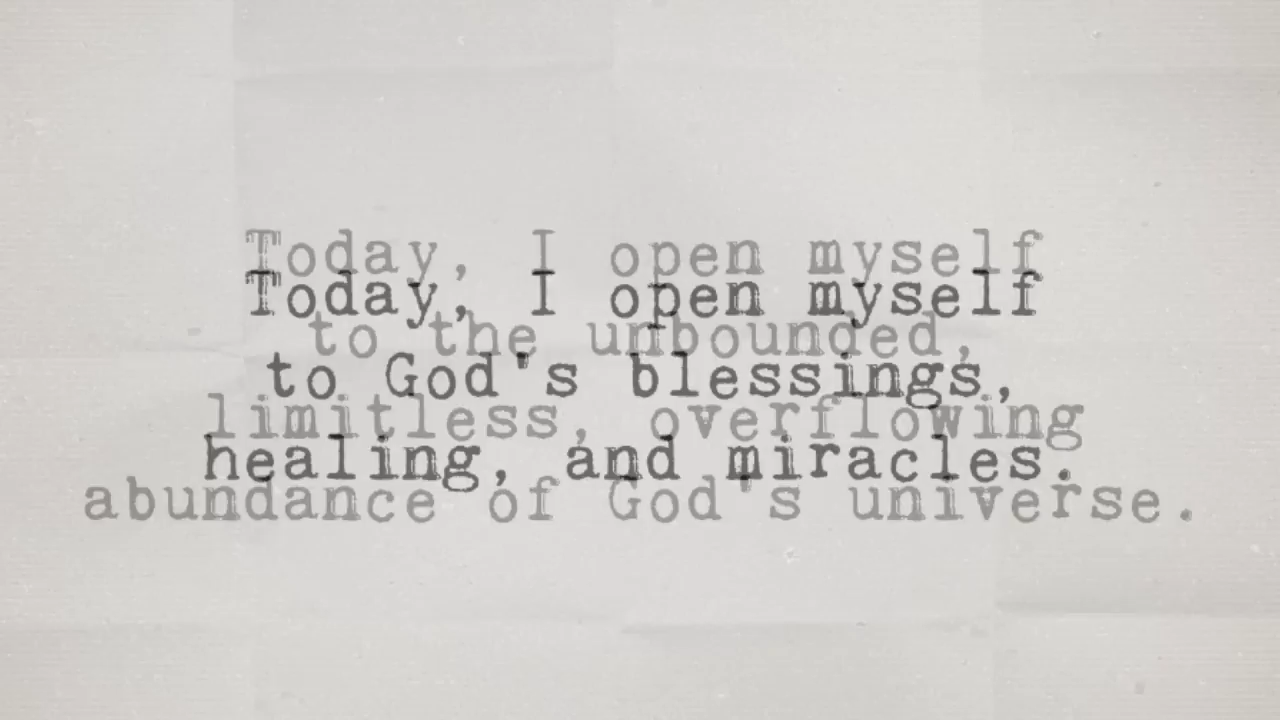 Today, I open myself
Today, I open myself
to the unbounded,
to God's blessings,
limitless, overflowing
healing, and miracles.
abundance of God's universe.